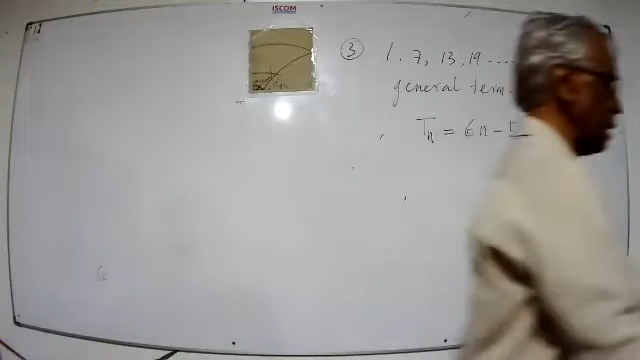 ISCOM
③ 1, 7, 13, 19 ....
general term.
Tₙ = 6n - 5